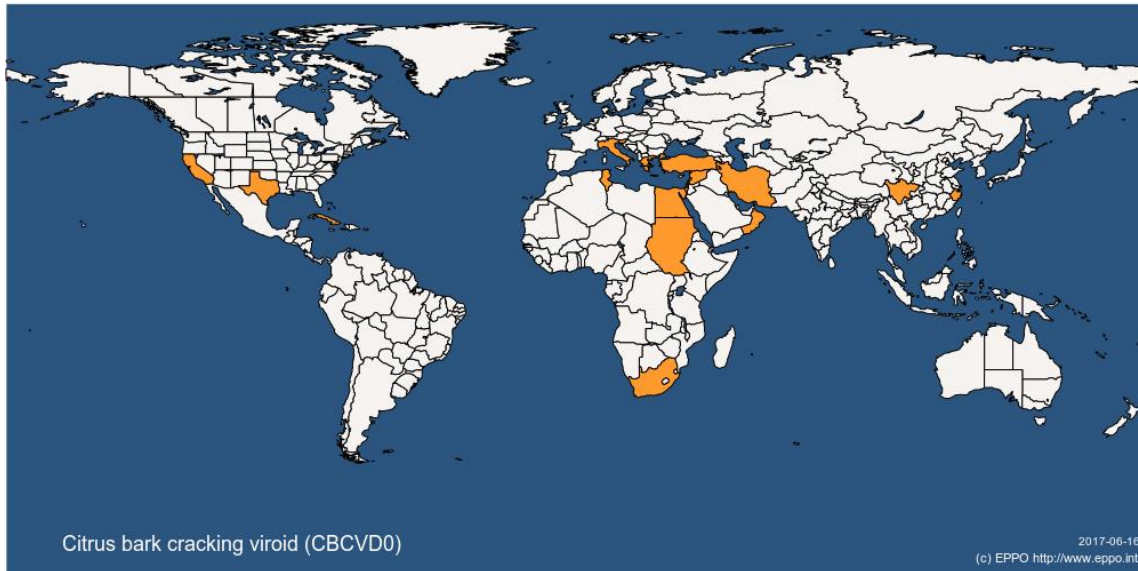 Citrus bark cracking viroid (CBCVD0)
2017-06-16
(c) EPPO http://www.eppo.int